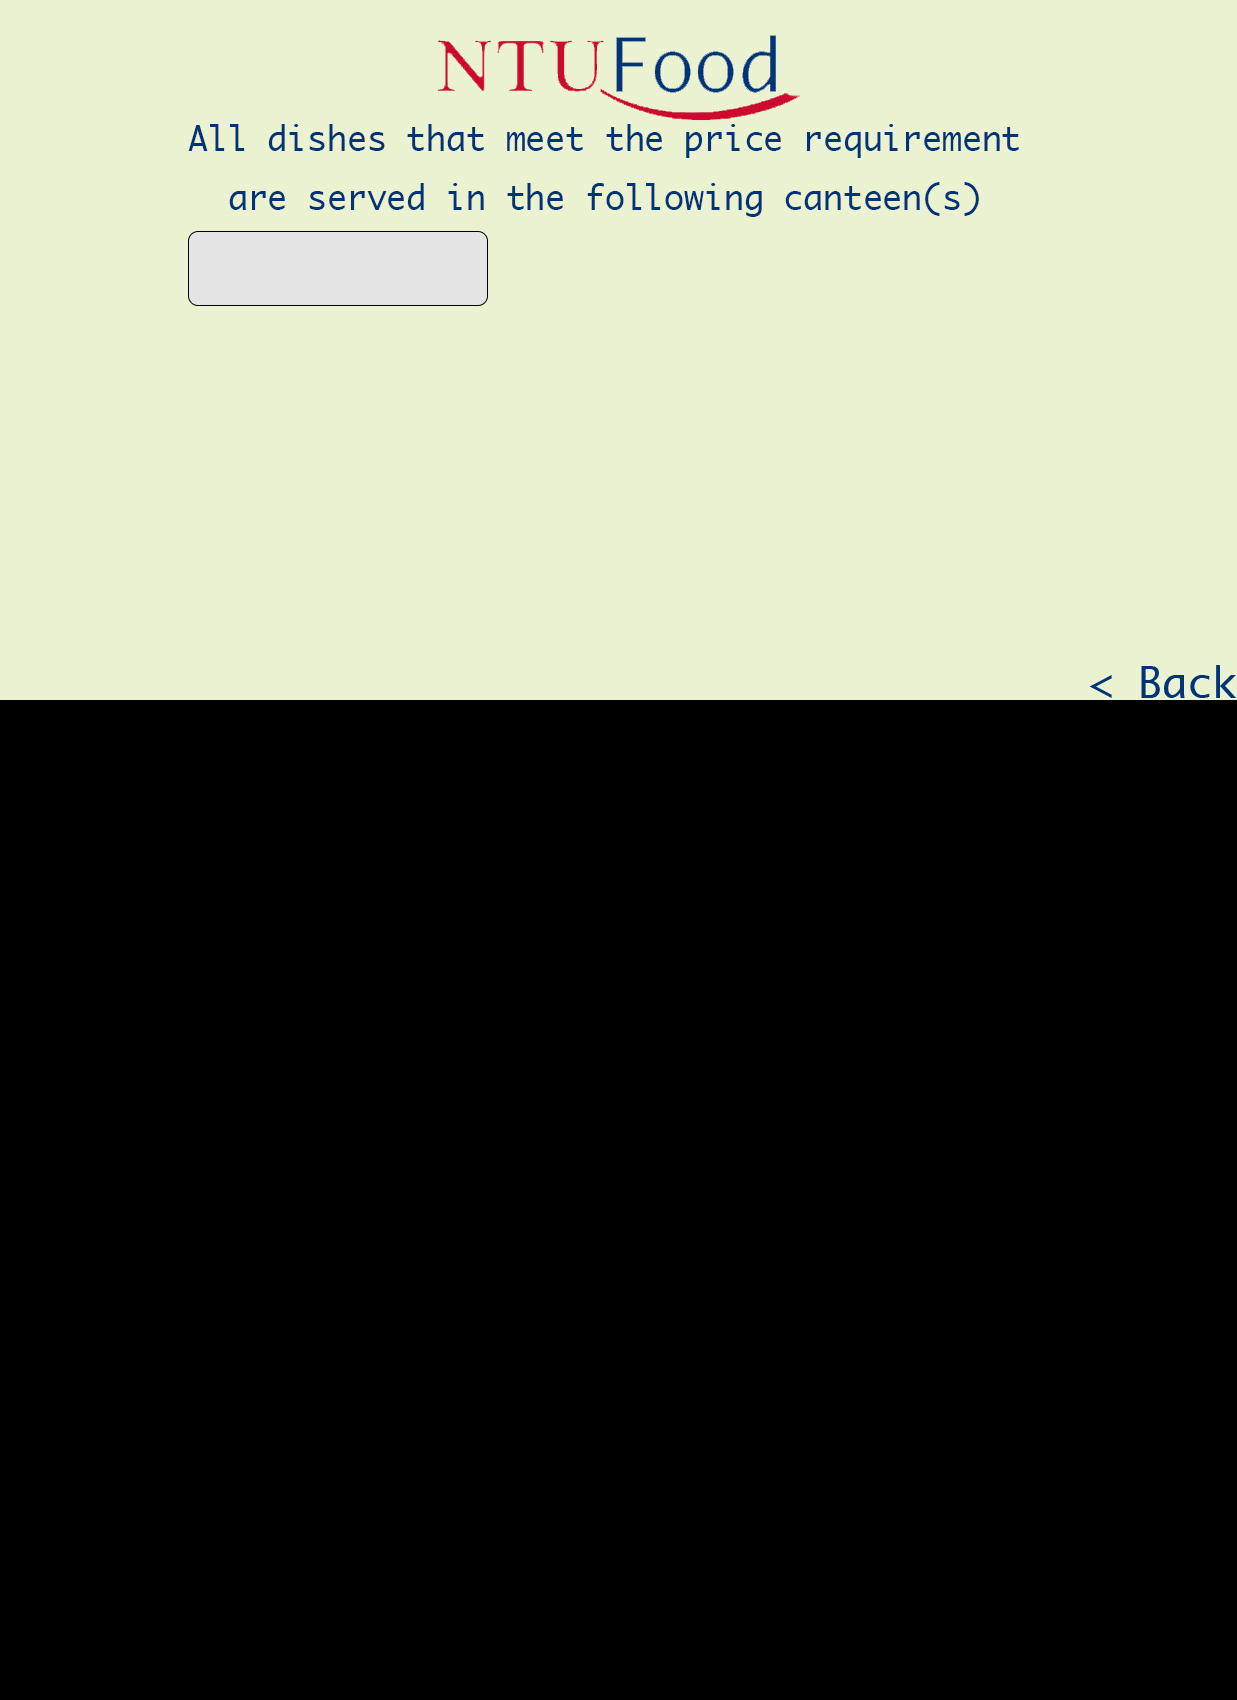 NTUFood
All dishes that meet the price requirement
are served in the following canteen(s)
< Back